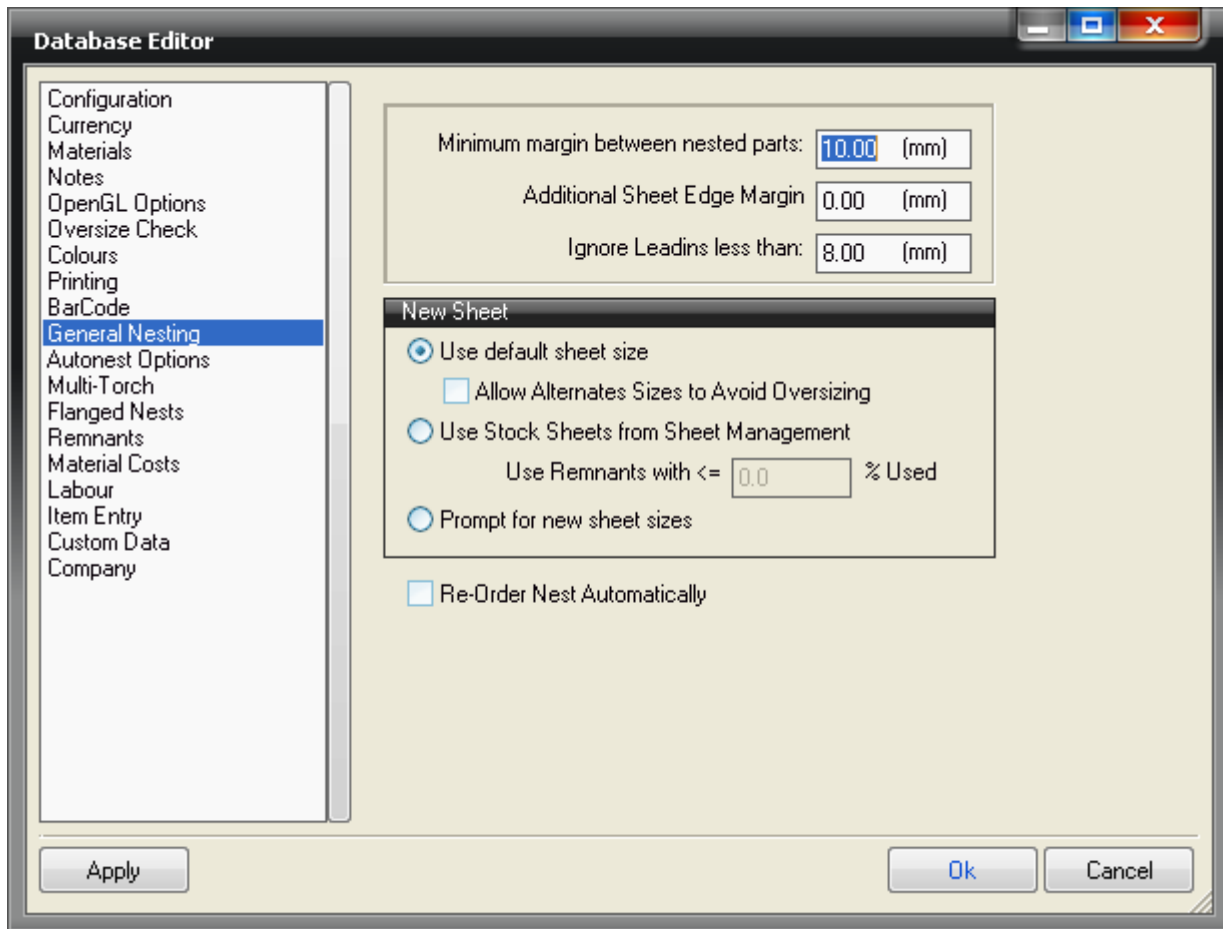 Database Editor
Configuration
Currency
Materials
Notes
OpenGL Options
Oversize Check
Colours
Printing
BarCode
General Nesting
Autonest Options
Multi-Torch
Flanged Nests
Remnants
Material Costs
Labour
Item Entry
Custom Data
Company
Minimum margin between nested parts: 10.00 (mm)
Additional Sheet Edge Margin 0.00 (mm)
Ignore Leadins less than: 8.00 (mm)
New Sheet
Use default sheet size
Allow Alternates Sizes to Avoid Oversizing
Use Stock Sheets from Sheet Management
Use Remnants with <= 0.0 % Used
Prompt for new sheet sizes
Re-Order Nest Automatically
Apply Ok Cancel